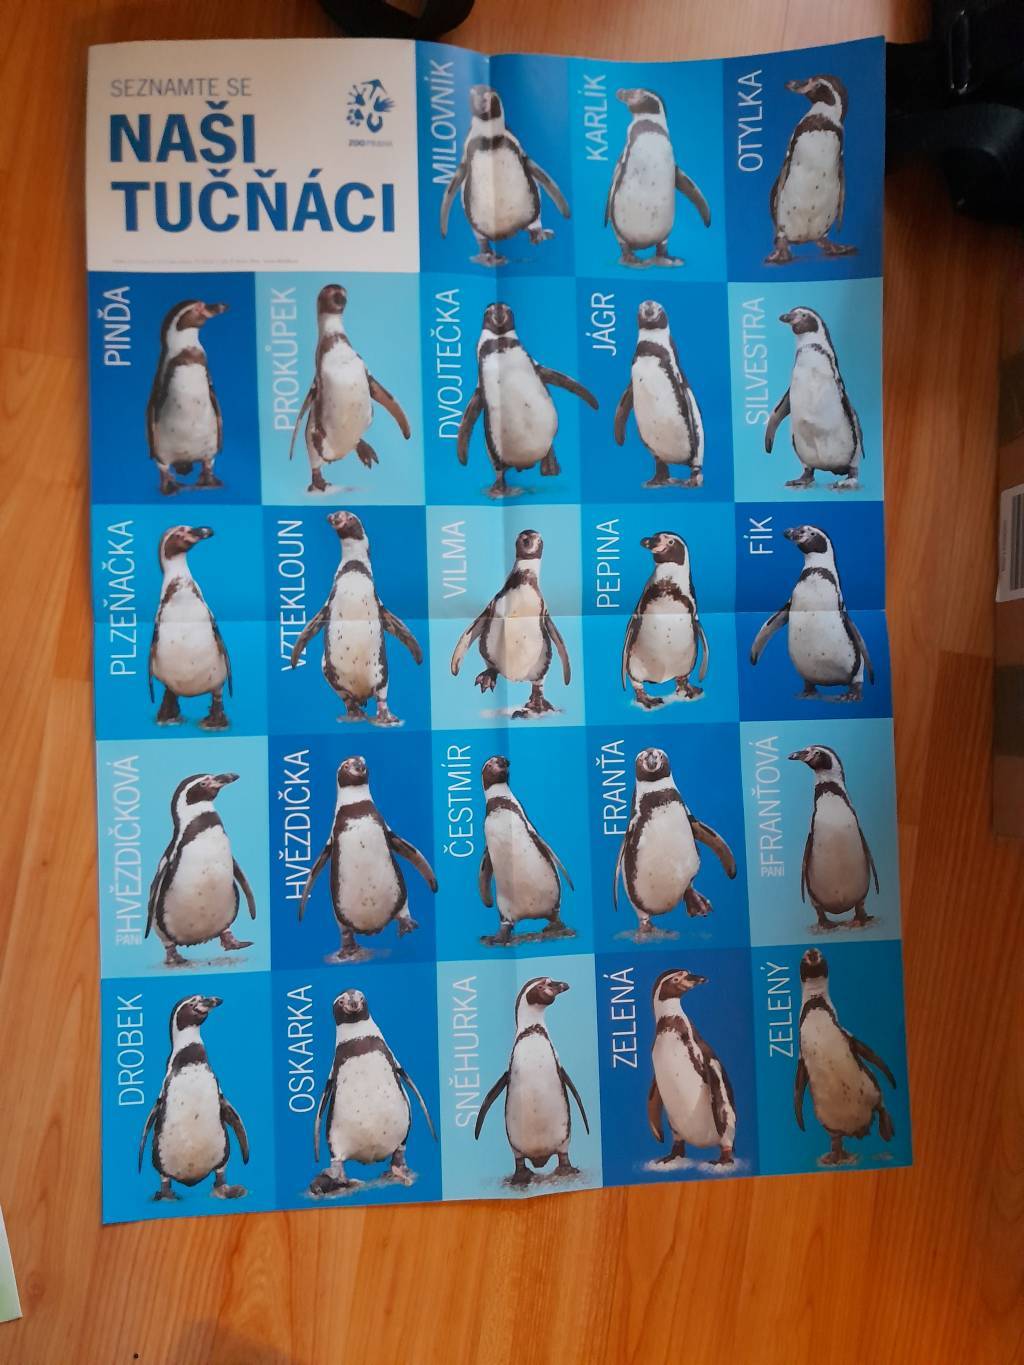 SEZNAMTE SE
NAŠI
TUČŇÁCI
ZOO PRAHA
MILOVNÍK
KARLÍK
OTYLKA
PINĎA
PROKŮPEK
DVOJTEČKA
JÁGR
SILVESTRA
PLZEŇAČKA
VZTEKLOUN
VILMA
PEPINA
FÍK
PANÍ HVĚZDIČKOVÁ
HVĚZDIČKA
ČESTMÍR
FRANŤA
PANÍ FRANŤOVÁ
DROBEK
OSKARKA
SNĚHURKA
ZELENÁ
ZELENÝ